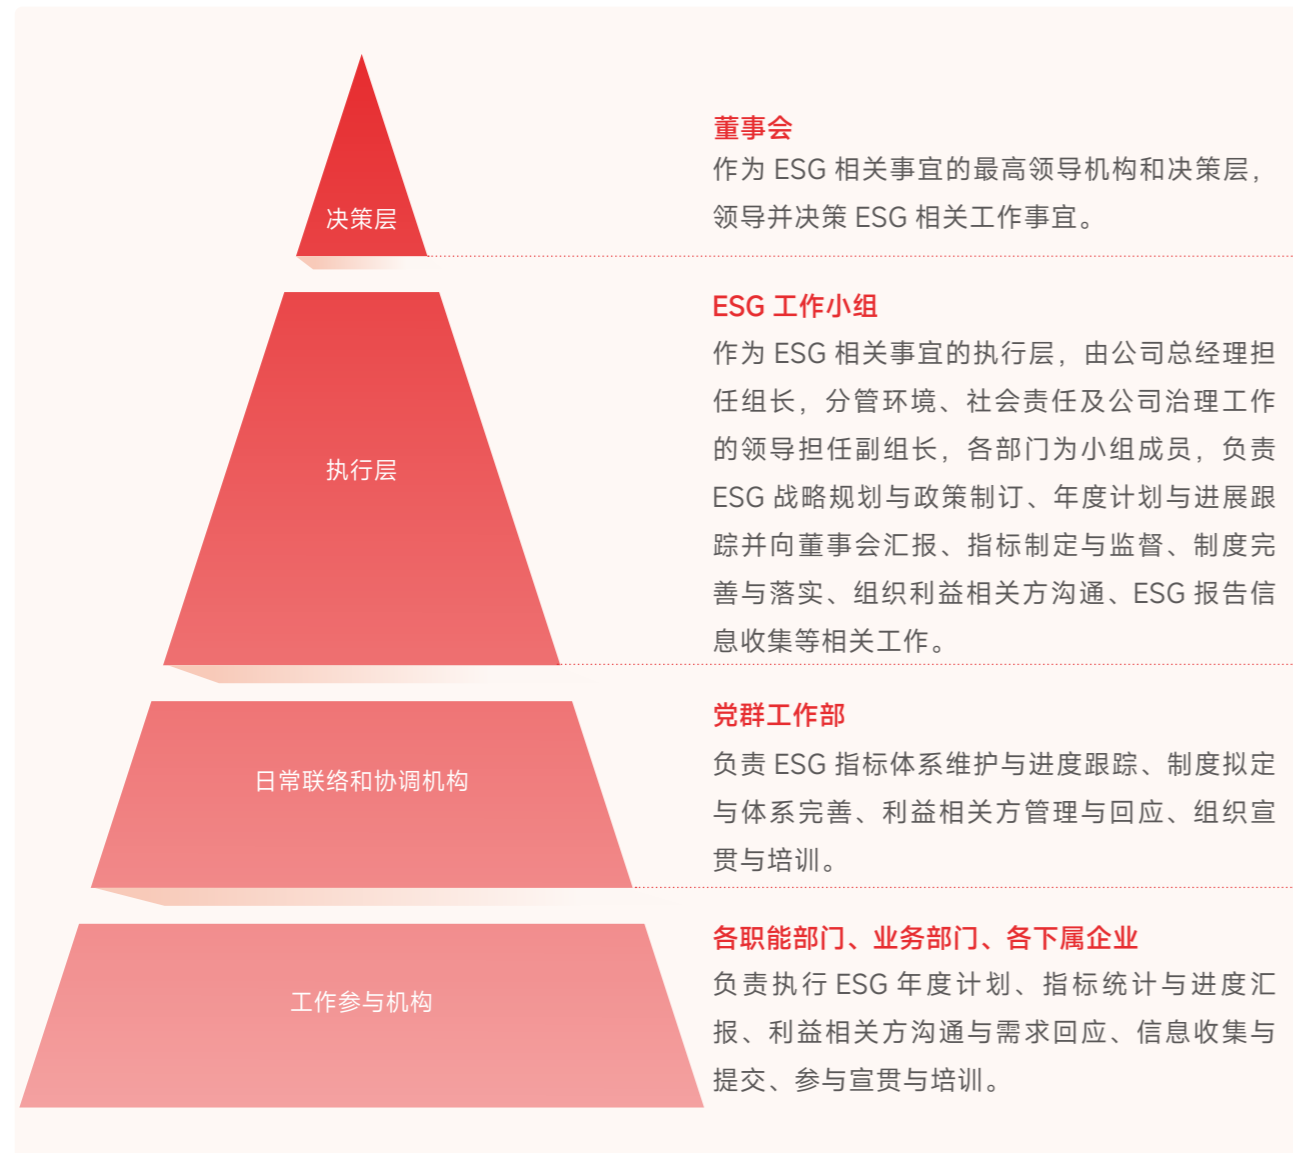 决策层
董事会
作为 ESG 相关事宜的最高领导机构和决策层，
领导并决策 ESG 相关工作事宜。
执行层
ESG 工作小组
作为 ESG 相关事宜的执行层，由公司总经理担
任组长，分管环境、社会责任及公司治理工作
的领导担任副组长，各部门为小组成员，负责
ESG 战略规划与政策制订、年度计划与进展跟
踪并向董事会汇报、指标制定与监督、制度完
善与落实、组织利益相关方沟通、ESG 报告信
息收集等相关工作。
日常联络和协调机构
党群工作部
负责 ESG 指标体系维护与进度跟踪、制度拟定
与体系完善、利益相关方管理与回应、组织宣
贯与培训。
工作参与机构
各职能部门、业务部门、各下属企业
负责执行 ESG 年度计划、指标统计与进度汇
报、利益相关方沟通与需求回应、信息收集与
提交、参与宣贯与培训。